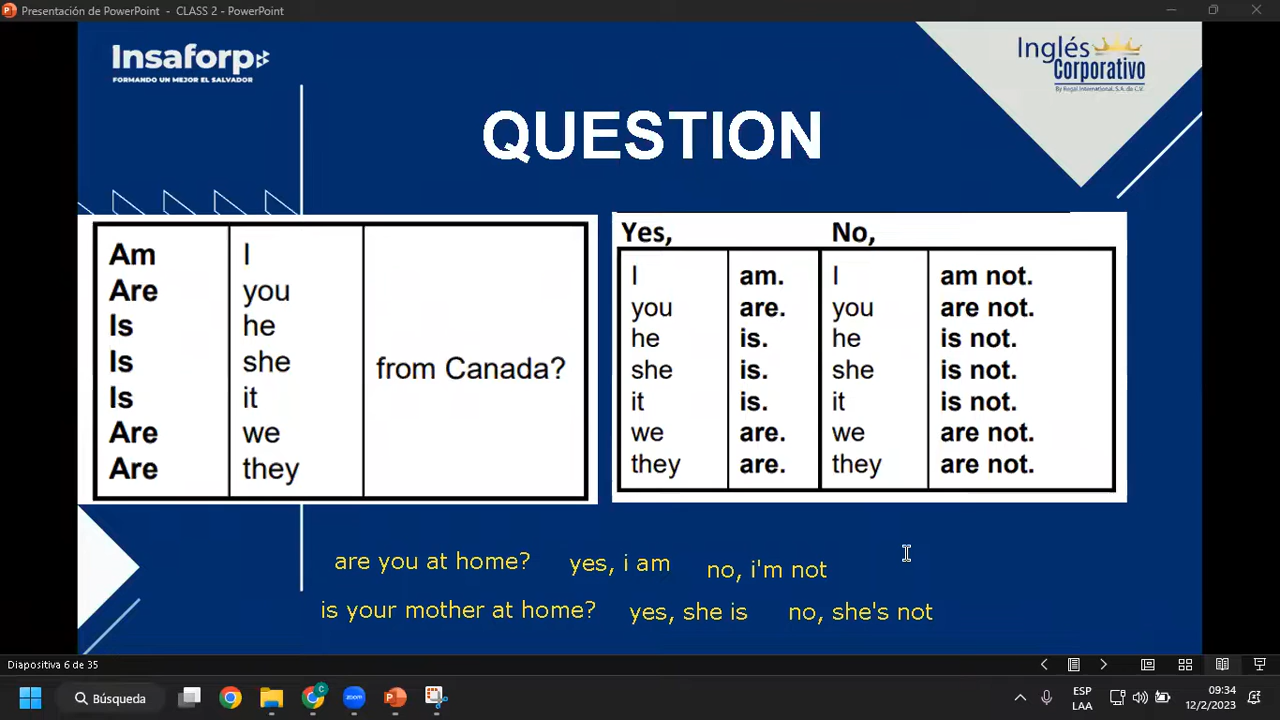 Presentación de PowerPoint - CLASS 2 - PowerPoint
Insaforp
FORMANDO UN MEJOR EL SALVADOR
Inglés
Corporativo
By Regal International, S.A. de C.V.
QUESTION
Am I
Are you
Is he
Is she
from Canada?
Is it
Are we
Are they
Yes, No,
I am. I am not.
you are. you are not.
he is. he is not.
she is. she is not.
it is. it is not.
we are. we are not.
they are. they are not.
are you at home? yes, i am no, i'm not
is your mother at home? yes, she is no, she's not
Diapositiva 6 de 35
Búsqueda
zoom
ESP
LAA
09:34
12/2/2023